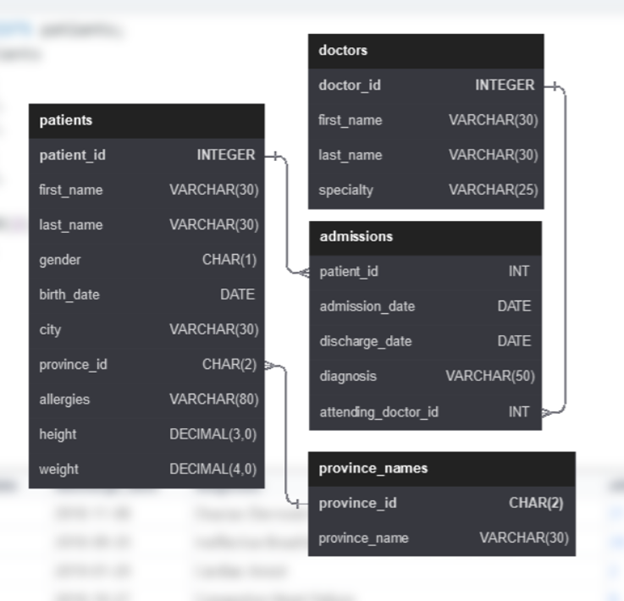 patients
patient_id INTEGER
first_name VARCHAR(30)
last_name VARCHAR(30)
gender CHAR(1)
birth_date DATE
city VARCHAR(30)
province_id CHAR(2)
allergies VARCHAR(80)
height DECIMAL(3,0)
weight DECIMAL(4,0)
doctors
doctor_id INTEGER
first_name VARCHAR(30)
last_name VARCHAR(30)
specialty VARCHAR(25)
admissions
patient_id INT
admission_date DATE
discharge_date DATE
diagnosis VARCHAR(50)
attending_doctor_id INT
province_names
province_id CHAR(2)
province_name VARCHAR(30)